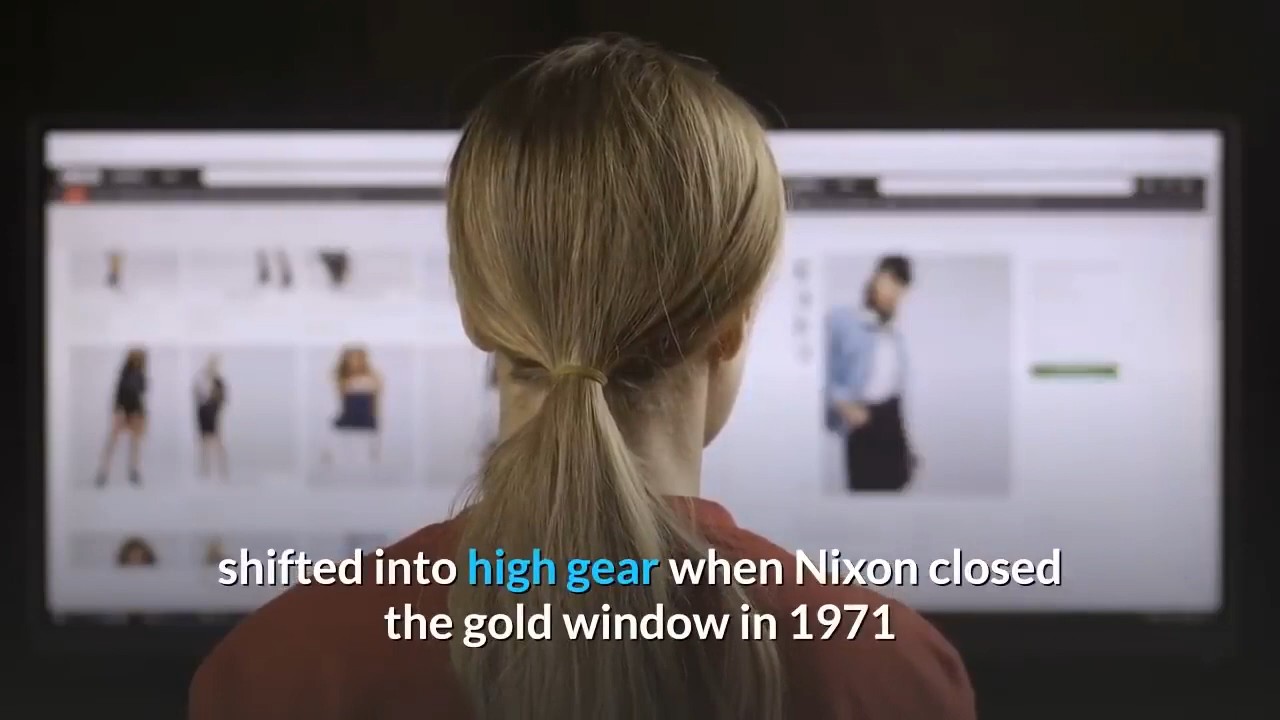 shifted into high gear when Nixon closed
the gold window in 1971